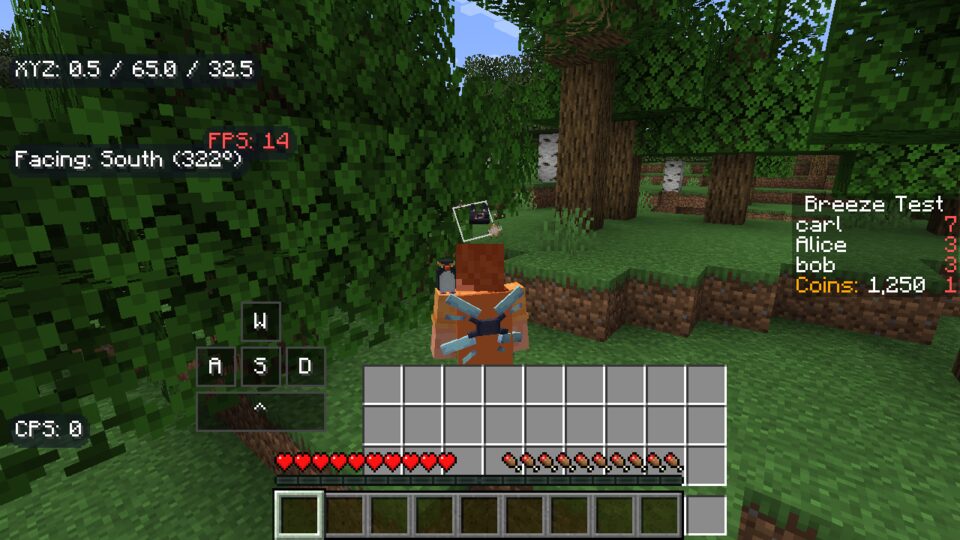 XYZ: 0.5 / 65.0 / 32.5
FPS: 14
Facing: South (322º)
Breeze Test
carl 7
Alice 3
bob 3
Coins: 1,250 1
W
A S D
^
CPS: 0